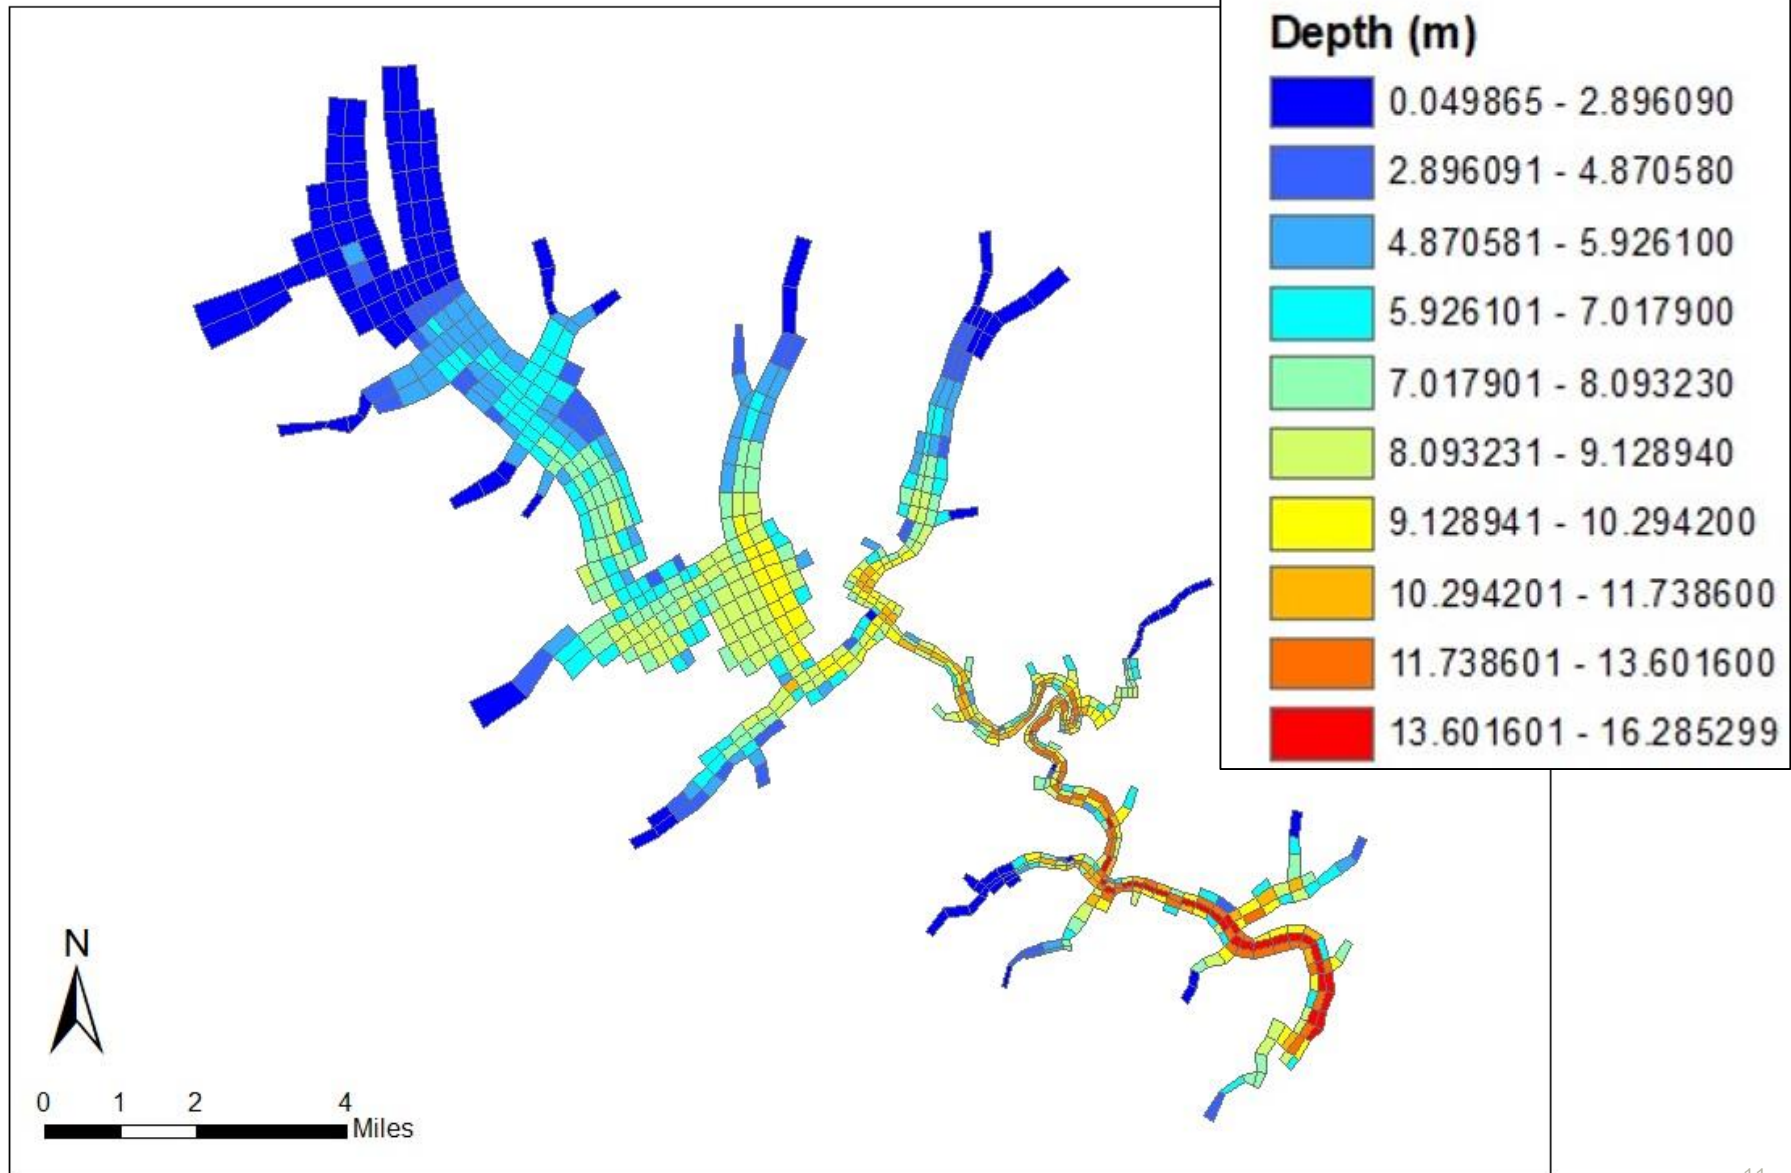 Depth (m)
0.049865 - 2.896090
2.896091 - 4.870580
4.870581 - 5.926100
5.926101 - 7.017900
7.017901 - 8.093230
8.093231 - 9.128940
9.128941 - 10.294200
10.294201 - 11.738600
11.738601 - 13.601600
13.601601 - 16.285299
N
0 1 2 4
Miles